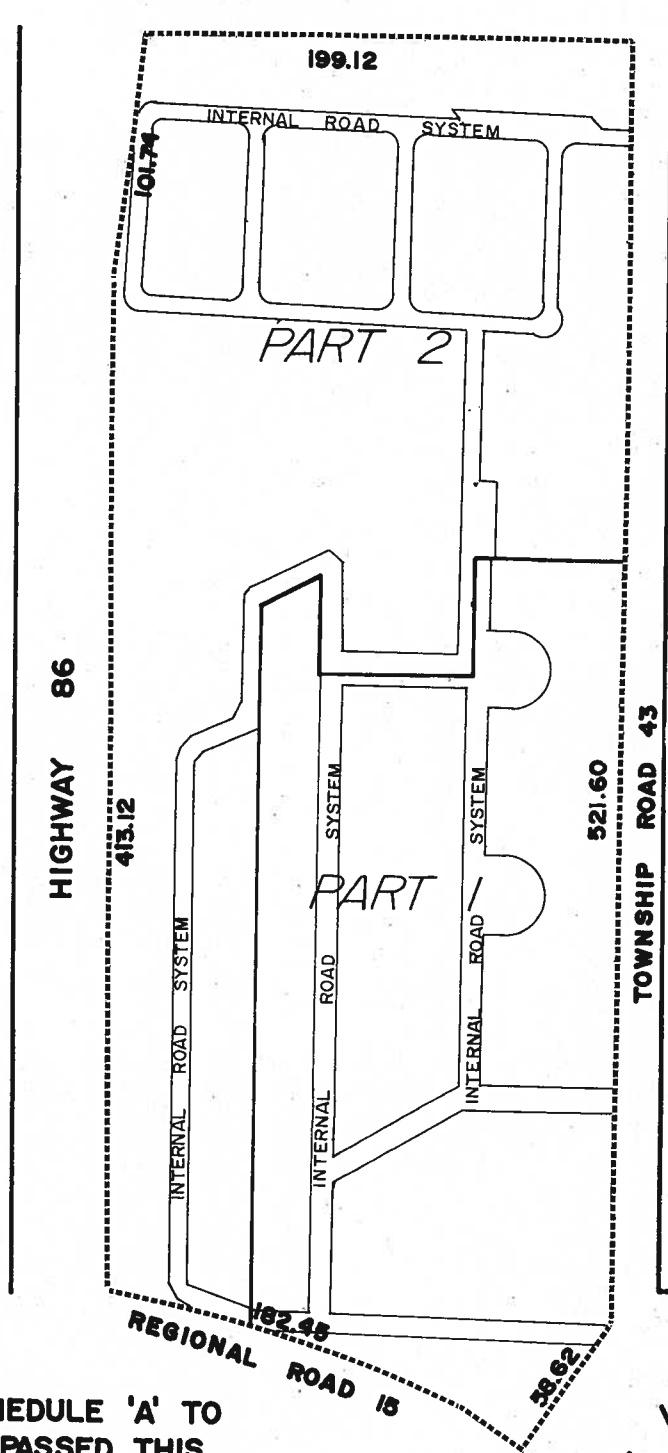 199.12
INTERNAL ROAD SYSTEM
101.74
PART 2
HIGHWAY 86
413.12
521.60
TOWNSHIP ROAD 43
PART 1
INTERNAL ROAD SYSTEM
INTERNAL ROAD SYSTEM
INTERNAL ROAD SYSTEM
182.45
REGIONAL ROAD 15
58.62
EDULE 'A' TO
PASSED THIS